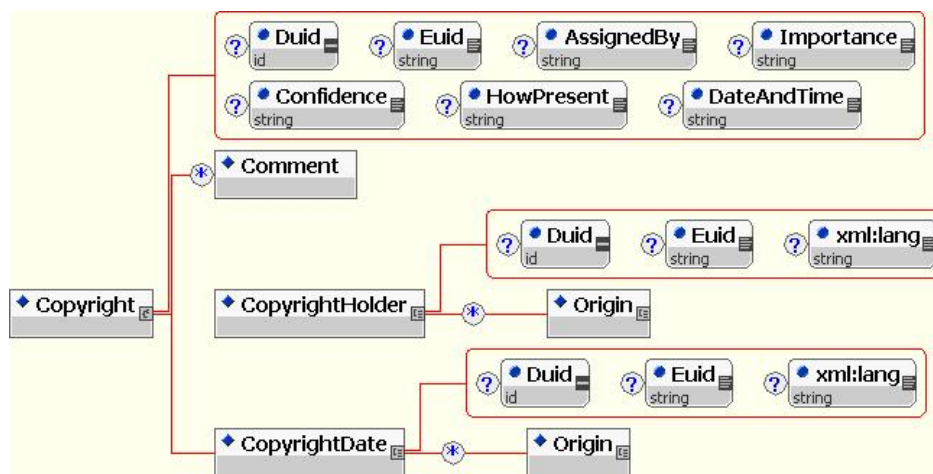 ? Duid ? Euid ? AssignedBy ? Importance
id string string string
? Confidence ? HowPresent ? DateAndTime
string string string
* Comment
? Duid ? Euid ? xml:lang
id string string
Copyright CopyrightHolder * Origin
? Duid ? Euid ? xml:lang
id string string
CopyrightDate * Origin